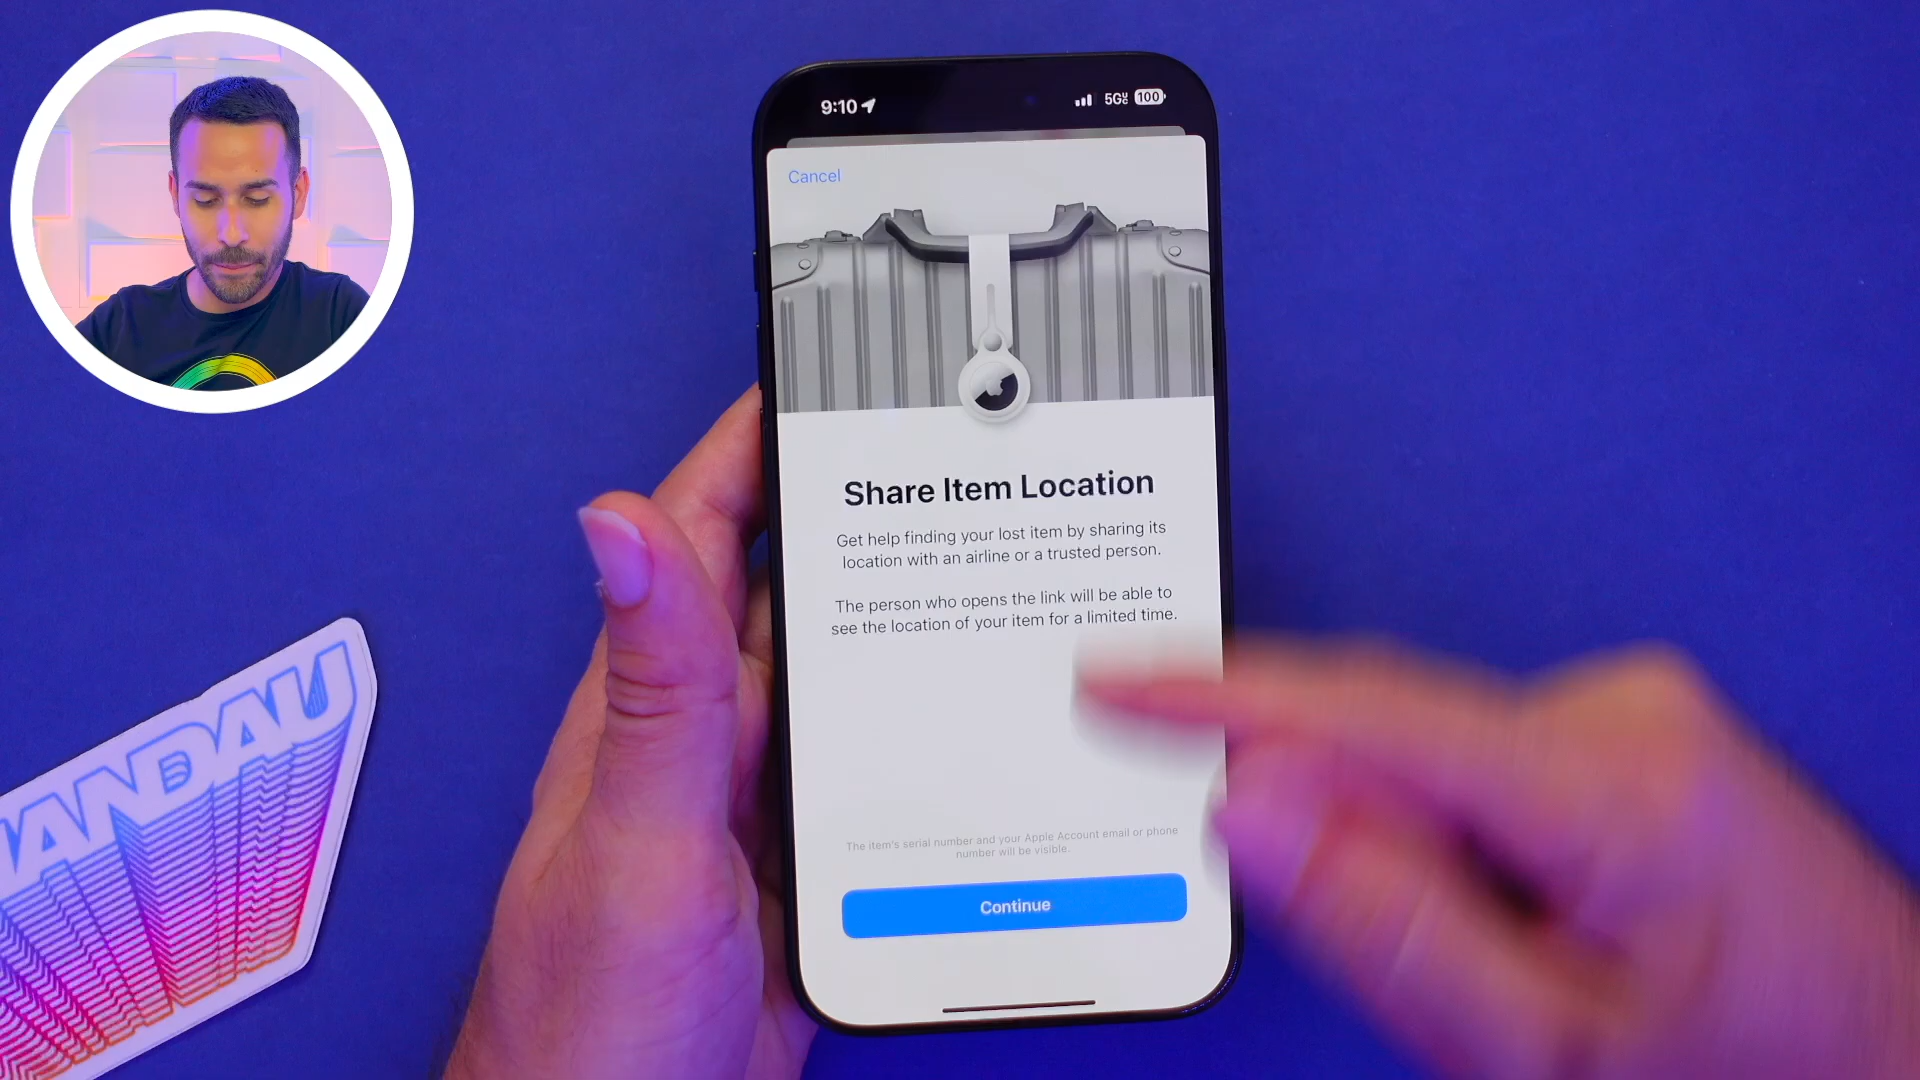 9:10
5G
100
Cancel
Share Item Location
Get help finding your lost item by sharing its
location with an airline or a trusted person.
The person who opens the link will be able to
see the location of your item for a limited time.
The item's serial number and your Apple Account email or phone
number will be visible.
Continue
ANDAU